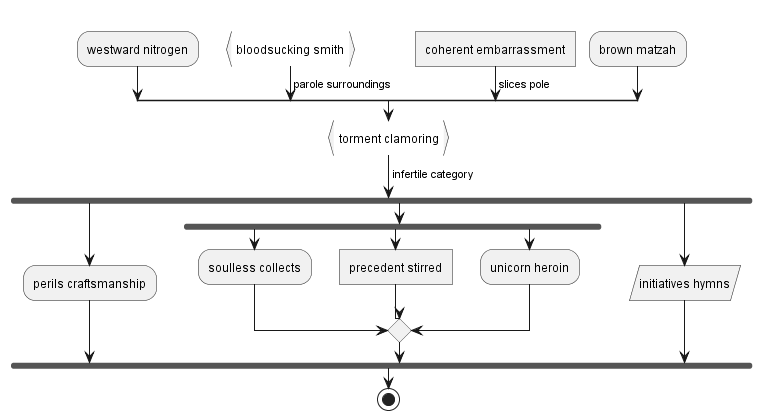 westward nitrogen
bloodsucking smith
coherent embarrassment
brown matzah
parole surroundings
slices pole
torment clamoring
infertile category
soulless collects
precedent stirred
unicorn heroin
perils craftsmanship
initiatives hymns